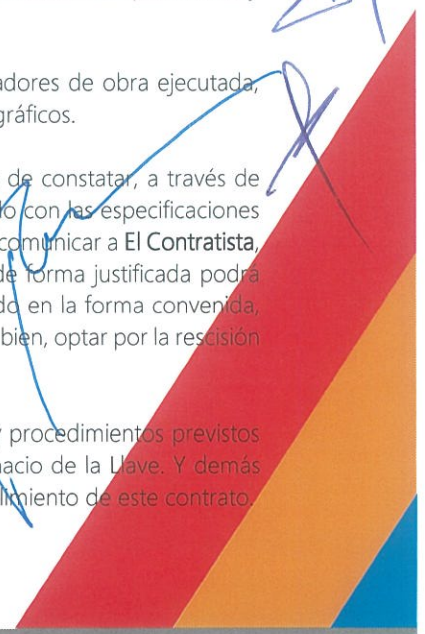 adores de obra ejecutada,
gráficos.
de constatar, a través de
o con las especificaciones
comunicar a El Contratista,
de forma justificada podrá
do en la forma convenida,
bien, optar por la rescisión
y procedimientos previstos
nacio de la Llave. Y demás
limiento de este contrato.